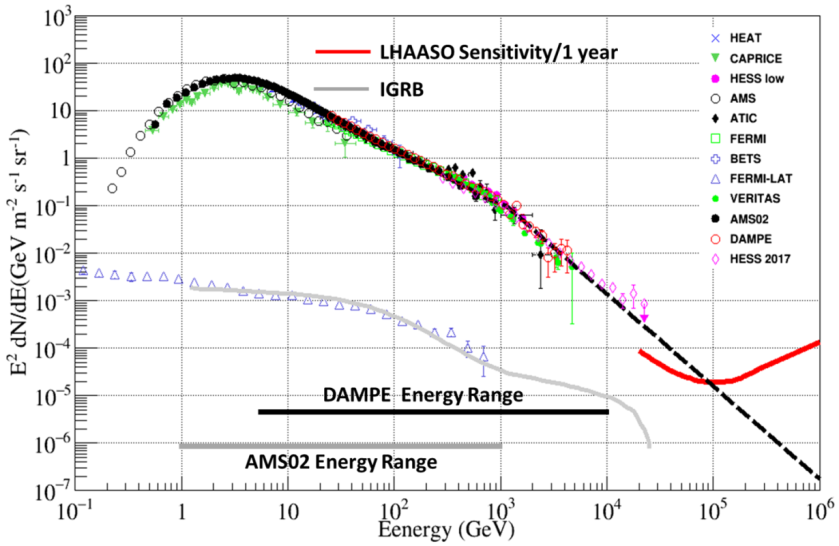 10³
10²
10
1
10⁻¹
10⁻²
10⁻³
10⁻⁴
10⁻⁵
10⁻⁶
10⁻⁷
E² dN/dE(GeV m⁻² s⁻¹ sr⁻¹)
LHAASO Sensitivity/1 year
IGRB
HEAT
CAPRICE
HESS low
AMS
ATIC
FERMI
BETS
FERMI-LAT
VERITAS
AMS02
DAMPE
HESS 2017
DAMPE Energy Range
AMS02 Energy Range
10⁻¹ 1 10 10² 10³ 10⁴ 10⁵ 10⁶
Eenergy (GeV)